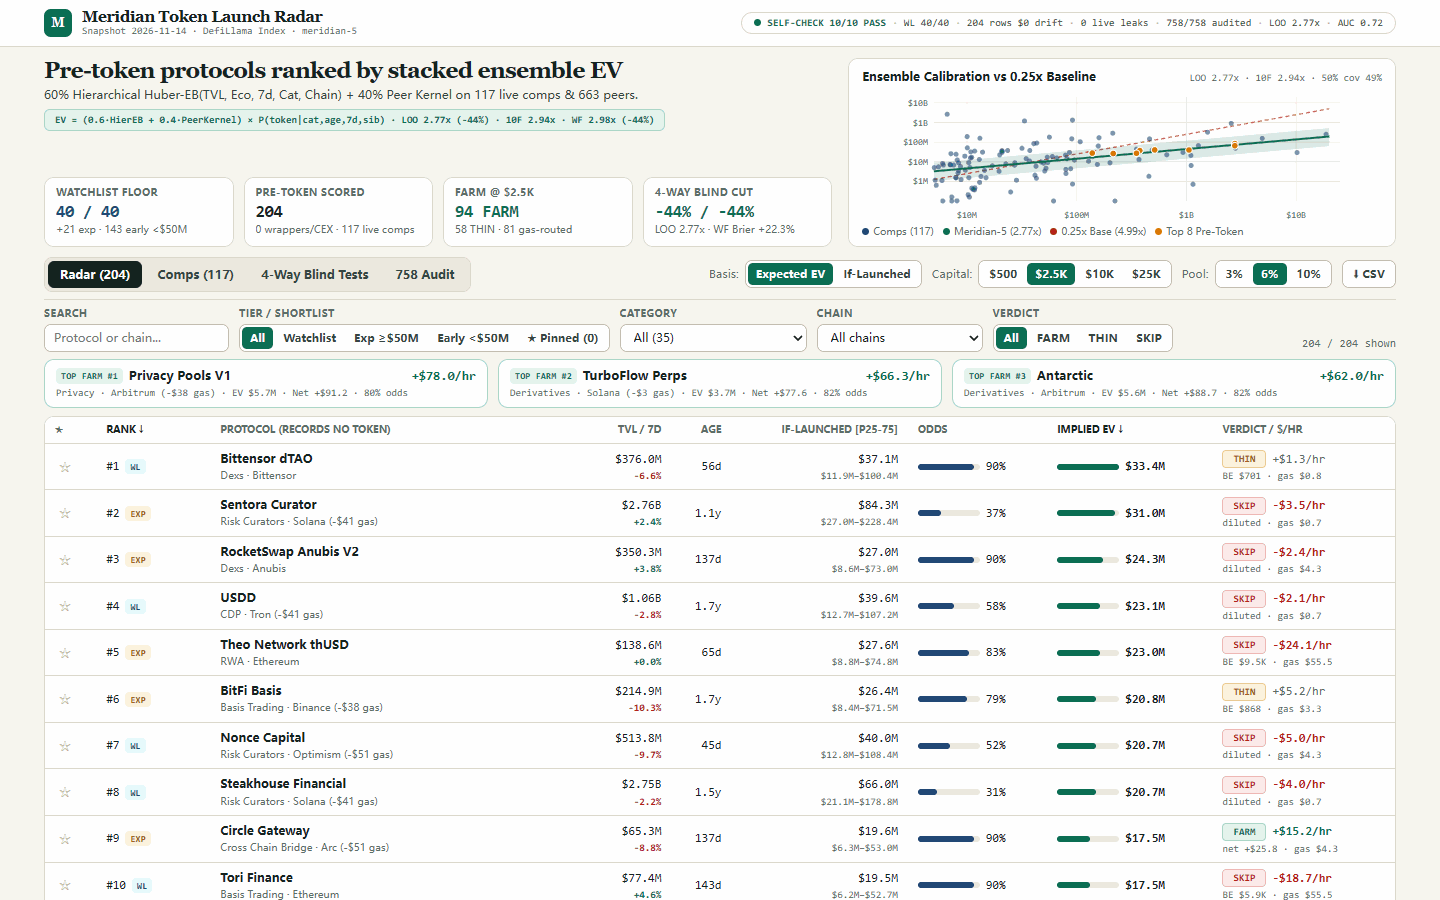 M
Meridian Token Launch Radar
Snapshot 2026-11-14 · DefiLlama Index · meridian-5
SELF-CHECK 10/10 PASS · WL 40/40 · 204 rows $0 drift · 0 live leaks · 758/758 audited · LOO 2.77x · AUC 0.72
Pre-token protocols ranked by stacked ensemble EV
60% Hierarchical Huber-EB(TVL, Eco, 7d, Cat, Chain) + 40% Peer Kernel on 117 live comps & 663 peers.
EV = (0.6·HierEB + 0.4·PeerKernel) × P(token|cat,age,7d,sib) · LOO 2.77x (-44%) · 10F 2.94x · WF 2.98x (-44%)
WATCHLIST FLOOR
40 / 40
+21 exp · 143 early <$50M
PRE-TOKEN SCORED
204
0 wrappers/CEX · 117 live comps
FARM @ $2.5K
94 FARM
58 THIN · 81 gas-routed
4-WAY BLIND CUT
-44% / -44%
LOO 2.77x · WF Brier +22.3%
Ensemble Calibration vs 0.25x Baseline
LOO 2.77x · 10F 2.94x · 50% cov 49%
$10B
$1B
$100M
$10M
$1M
$10M $100M $1B $10B
Comps (117) Meridian-5 (2.77x) 0.25x Base (4.99x) Top 8 Pre-Token
Radar (204) Comps (117) 4-Way Blind Tests 758 Audit
Basis: Expected EV If-Launched Capital: $500 $2.5K $10K $25K Pool: 3% 6% 10% ⬇ CSV
SEARCH
Protocol or chain...
TIER / SHORTLIST
All Watchlist Exp ≥$50M Early <$50M ★ Pinned (0)
CATEGORY
All (35)
CHAIN
All chains
VERDICT
All FARM THIN SKIP
204 / 204 shown
TOP FARM #1 Privacy Pools V1 +$78.0/hr
Privacy · Arbitrum (-$38 gas) · EV $5.7M · Net +$91.2 · 80% odds
TOP FARM #2 TurboFlow Perps +$66.3/hr
Derivatives · Solana (-$3 gas) · EV $3.7M · Net +$77.6 · 82% odds
TOP FARM #3 Antarctic +$62.0/hr
Derivatives · Arbitrum · EV $5.6M · Net +$88.7 · 82% odds
★ RANK ↓ PROTOCOL (RECORDS NO TOKEN) TVL / 7D AGE IF-LAUNCHED [P25-75] ODDS IMPLIED EV ↓ VERDICT / $/HR
☆ #1 WL Bittensor dTAO $376.0M 56d $37.1M 90% $33.4M THIN +$1.3/hr
Dexs · Bittensor -6.6% $11.9M–$100.4M BE $701 · gas $0.8
☆ #2 EXP Sentora Curator $2.76B 1.1y $84.3M 37% $31.0M SKIP -$3.5/hr
Risk Curators · Solana (-$41 gas) +2.4% $27.0M–$228.4M diluted · gas $0.7
☆ #3 EXP RocketSwap Anubis V2 $350.3M 137d $27.0M 90% $24.3M SKIP -$2.4/hr
Dexs · Anubis +3.8% $8.6M–$73.0M diluted · gas $4.3
☆ #4 WL USDD $1.06B 1.7y $39.6M 58% $23.1M SKIP -$2.1/hr
CDP · Tron (-$41 gas) -2.8% $12.7M–$107.2M diluted · gas $0.7
☆ #5 EXP Theo Network thUSD $138.6M 65d $27.6M 83% $23.0M SKIP -$24.1/hr
RWA · Ethereum +0.0% $8.8M–$74.8M BE $9.5K · gas $55.5
☆ #6 EXP BitFi Basis $214.9M 1.7y $26.4M 79% $20.8M THIN +$5.2/hr
Basis Trading · Binance (-$38 gas) -10.3% $8.4M–$71.5M BE $868 · gas $3.3
☆ #7 WL Nonce Capital $513.8M 45d $40.0M 52% $20.7M SKIP -$5.0/hr
Risk Curators · Optimism (-$51 gas) -9.7% $12.8M–$108.4M diluted · gas $4.3
☆ #8 WL Steakhouse Financial $2.75B 1.5y $66.0M 31% $20.7M SKIP -$4.0/hr
Risk Curators · Solana (-$41 gas) -2.2% $21.1M–$178.8M diluted · gas $0.7
☆ #9 EXP Circle Gateway $65.3M 137d $19.6M 90% $17.5M FARM +$15.2/hr
Cross Chain Bridge · Arc (-$51 gas) -8.8% $6.3M–$53.0M net +$25.8 · gas $4.3
☆ #10 WL Tori Finance $77.4M 143d $19.5M 90% $17.5M SKIP -$18.7/hr
Basis Trading · Ethereum +4.6% $6.2M–$52.7M BE $5.9K · gas $55.5